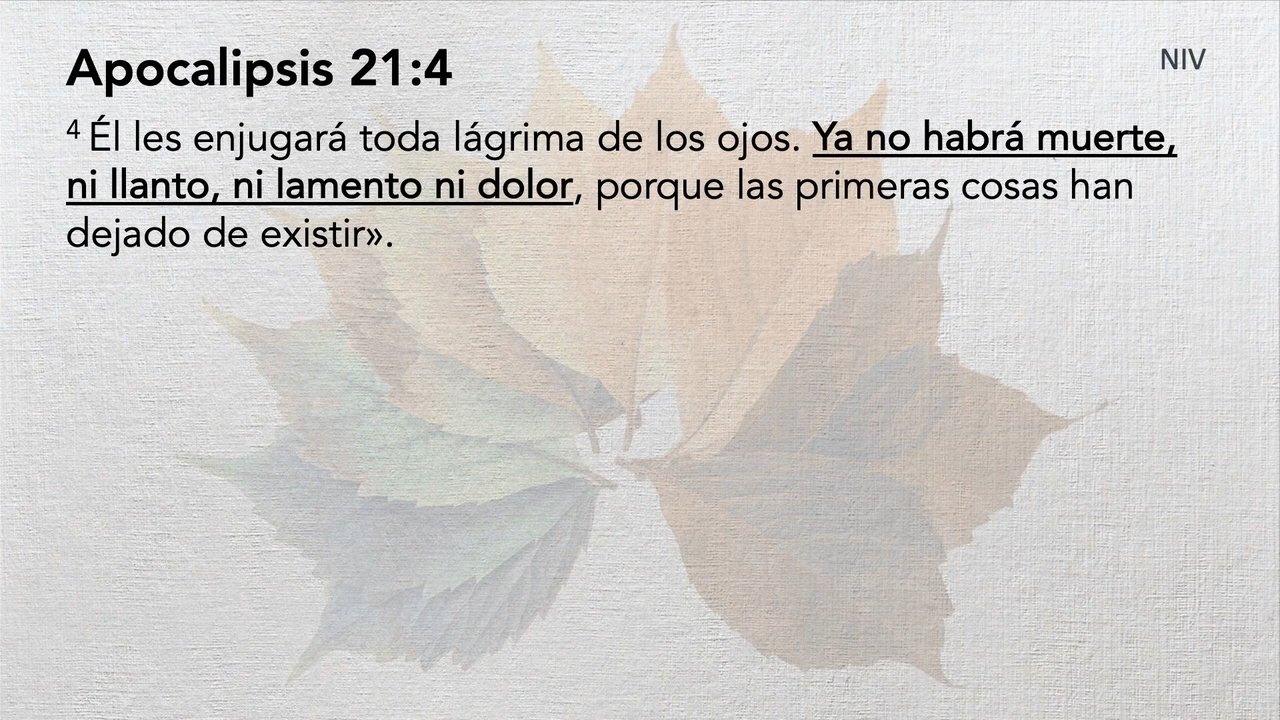 Apocalipsis 21:4
NIV
4 Él les enjugará toda lágrima de los ojos. Ya no habrá muerte,
ni llanto, ni lamento ni dolor, porque las primeras cosas han
dejado de existir».